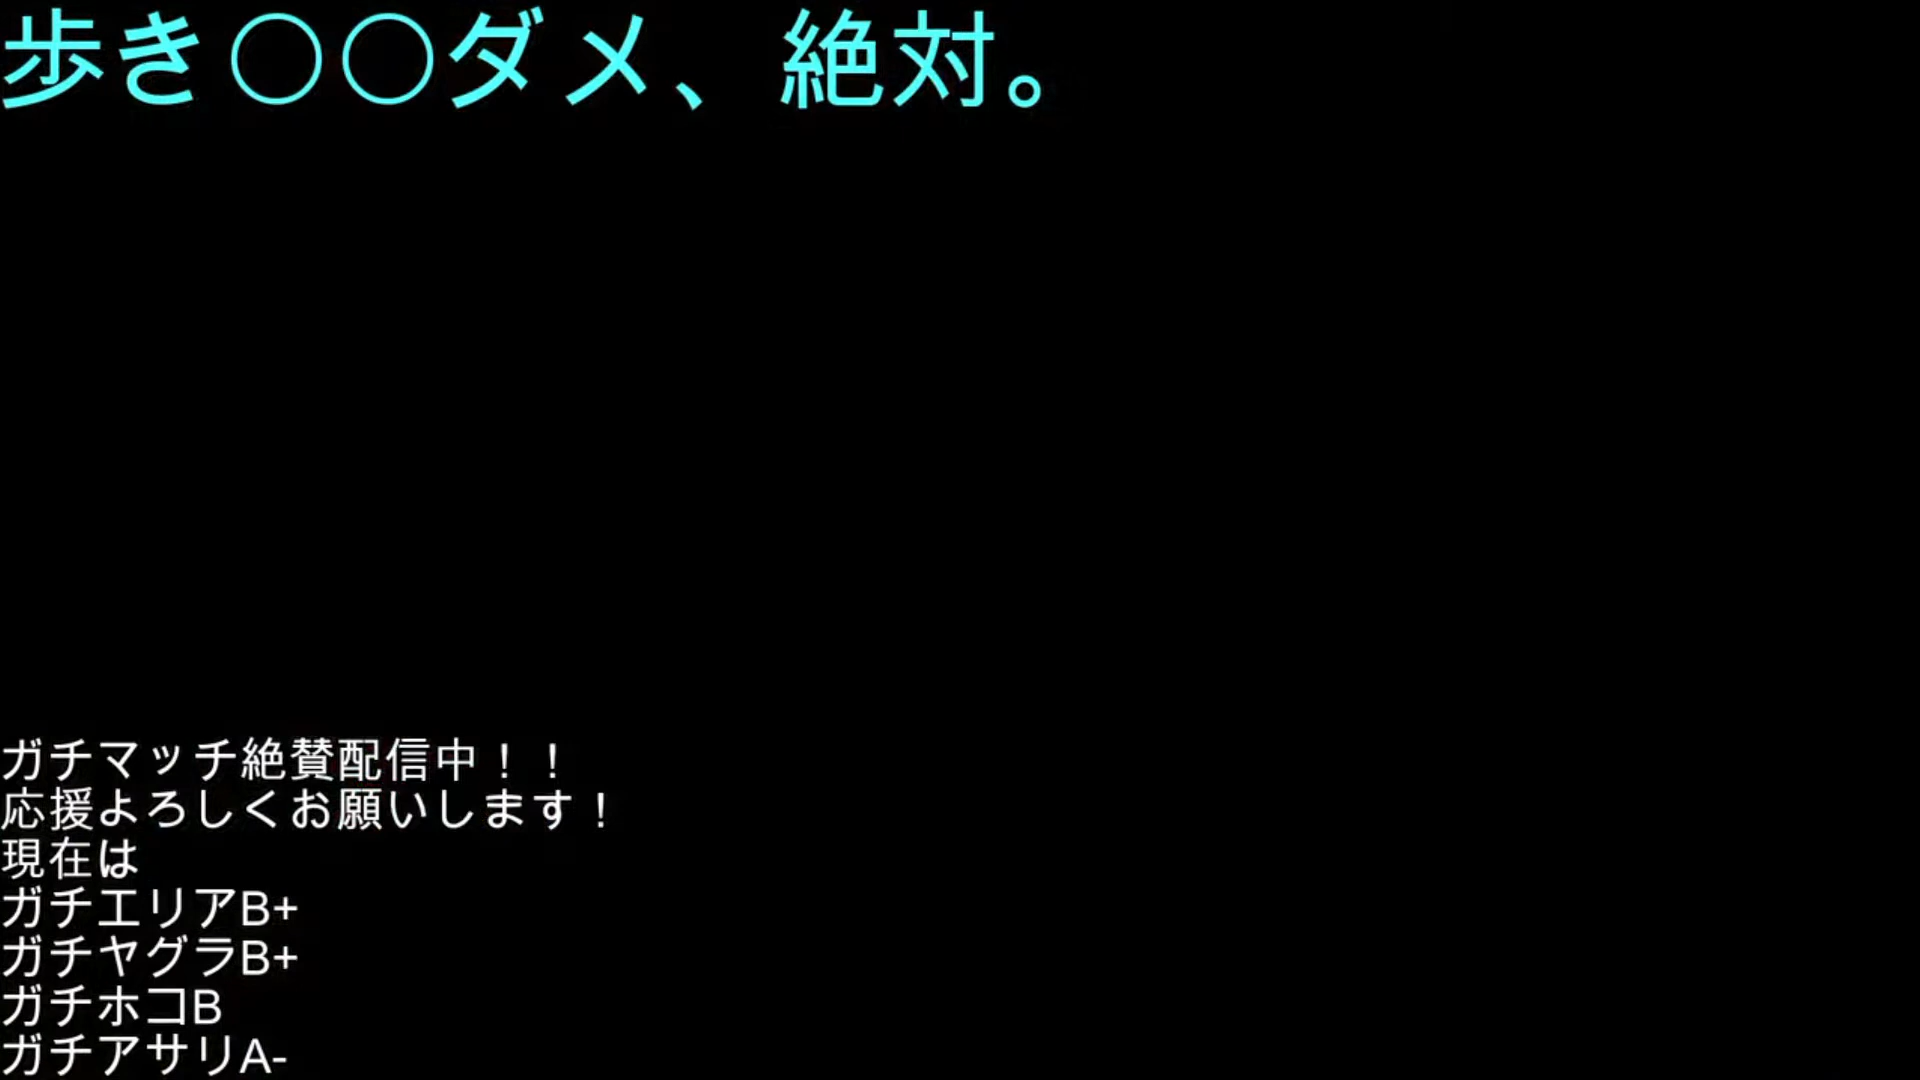 歩き○○ダメ、絶対。
ガチマッチ絶賛配信中！！
応援よろしくお願いします！
現在は
ガチエリアB+
ガチヤグラB+
ガチホコB
ガチアサリA-